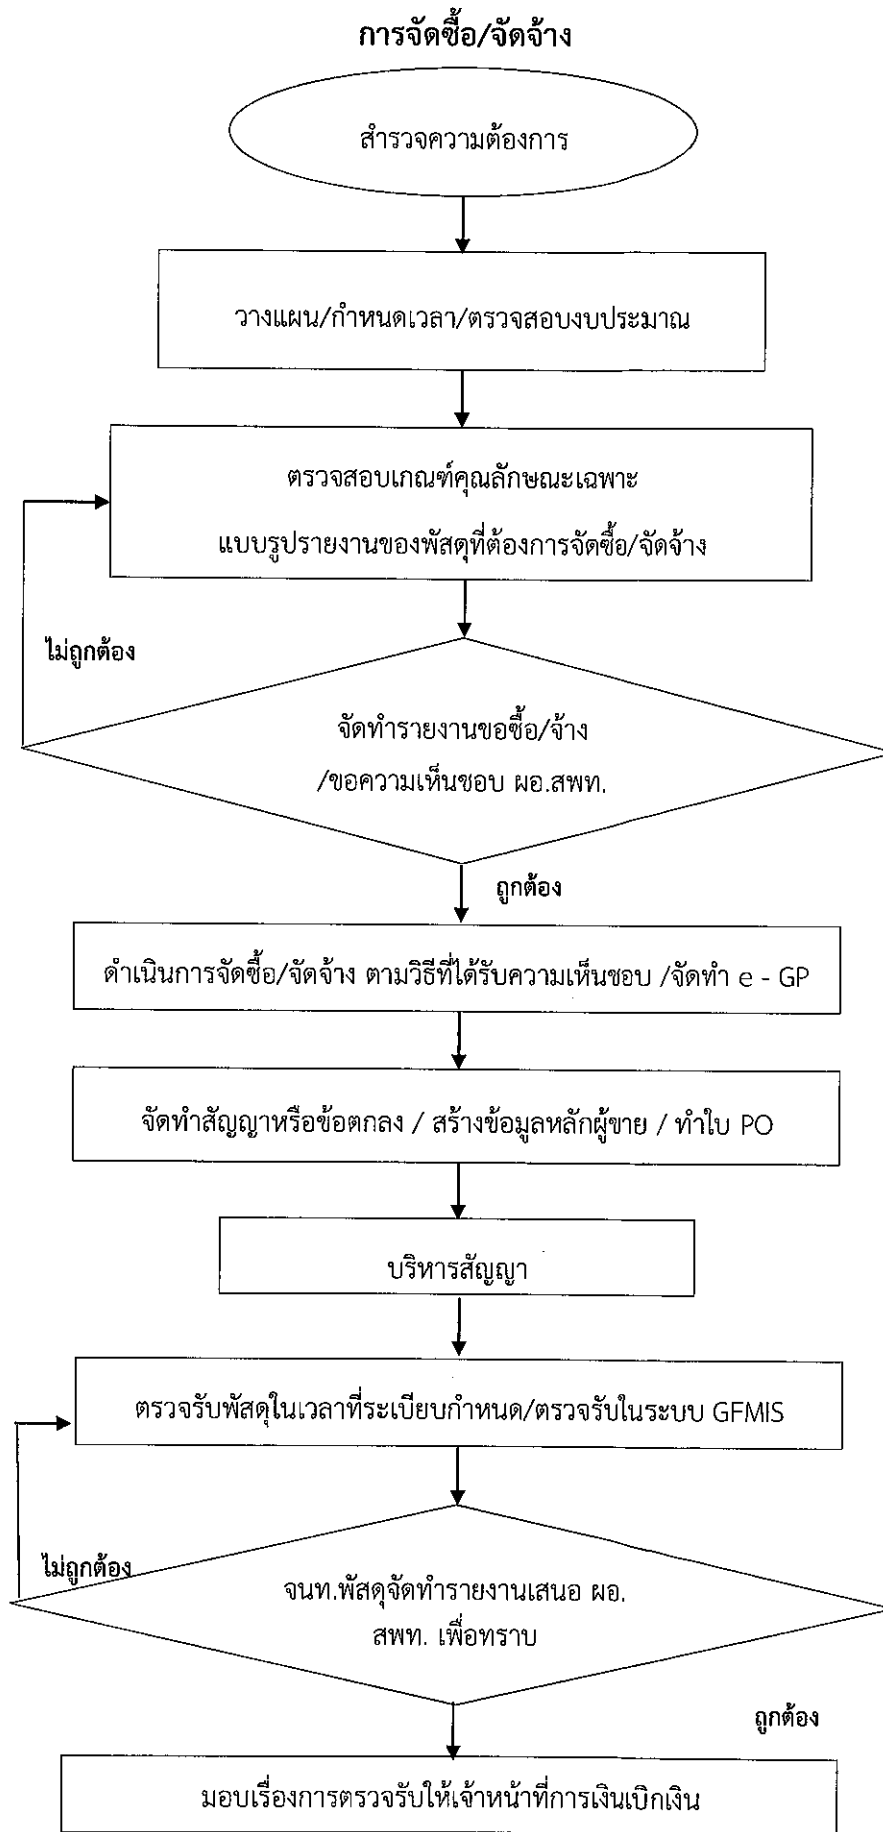 การจัดซื้อ/จัดจ้าง
สำรวจความต้องการ
วางแผน/กำหนดเวลา/ตรวจสอบงบประมาณ
ตรวจสอบเกณฑ์คุณลักษณะเฉพาะ
แบบรูปรายงานของพัสดุที่ต้องการจัดซื้อ/จัดจ้าง
ไม่ถูกต้อง
จัดทำรายงานขอซื้อ/จ้าง
/ขอความเห็นชอบ ผอ.สพท.
ถูกต้อง
ดำเนินการจัดซื้อ/จัดจ้าง ตามวิธีที่ได้รับความเห็นชอบ /จัดทำ e - GP
จัดทำสัญญาหรือข้อตกลง / สร้างข้อมูลหลักผู้ขาย / ทำใบ PO
บริหารสัญญา
ตรวจรับพัสดุในเวลาที่ระเบียบกำหนด/ตรวจรับในระบบ GFMIS
ไม่ถูกต้อง
จนท.พัสดุจัดทำรายงานเสนอ ผอ.
สพท. เพื่อทราบ
ถูกต้อง
มอบเรื่องการตรวจรับให้เจ้าหน้าที่การเงินเบิกเงิน